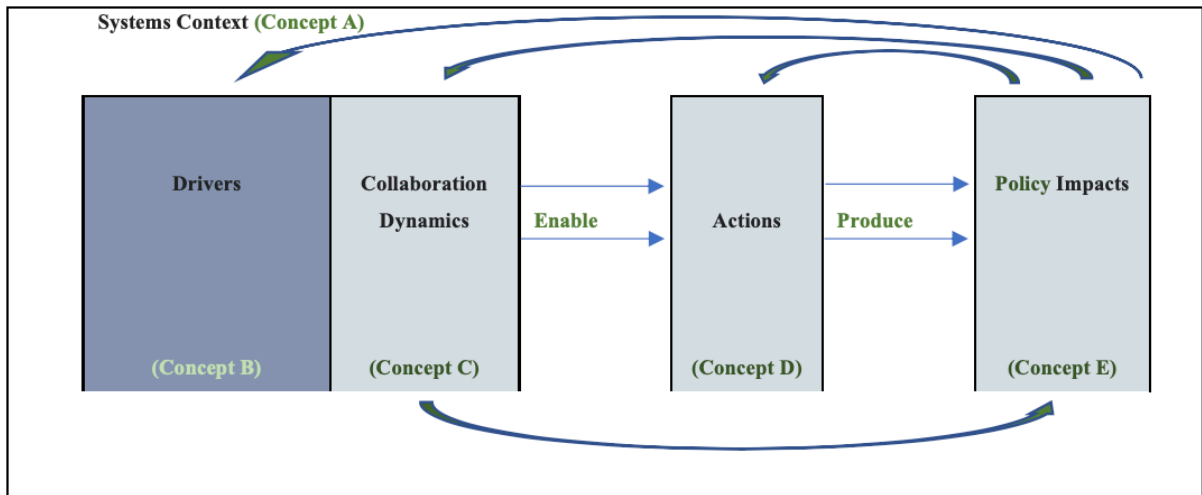 Systems Context (Concept A)
Drivers
Collaboration
Dynamics
Enable
Actions
Produce
Policy Impacts
(Concept B)
(Concept C)
(Concept D)
(Concept E)